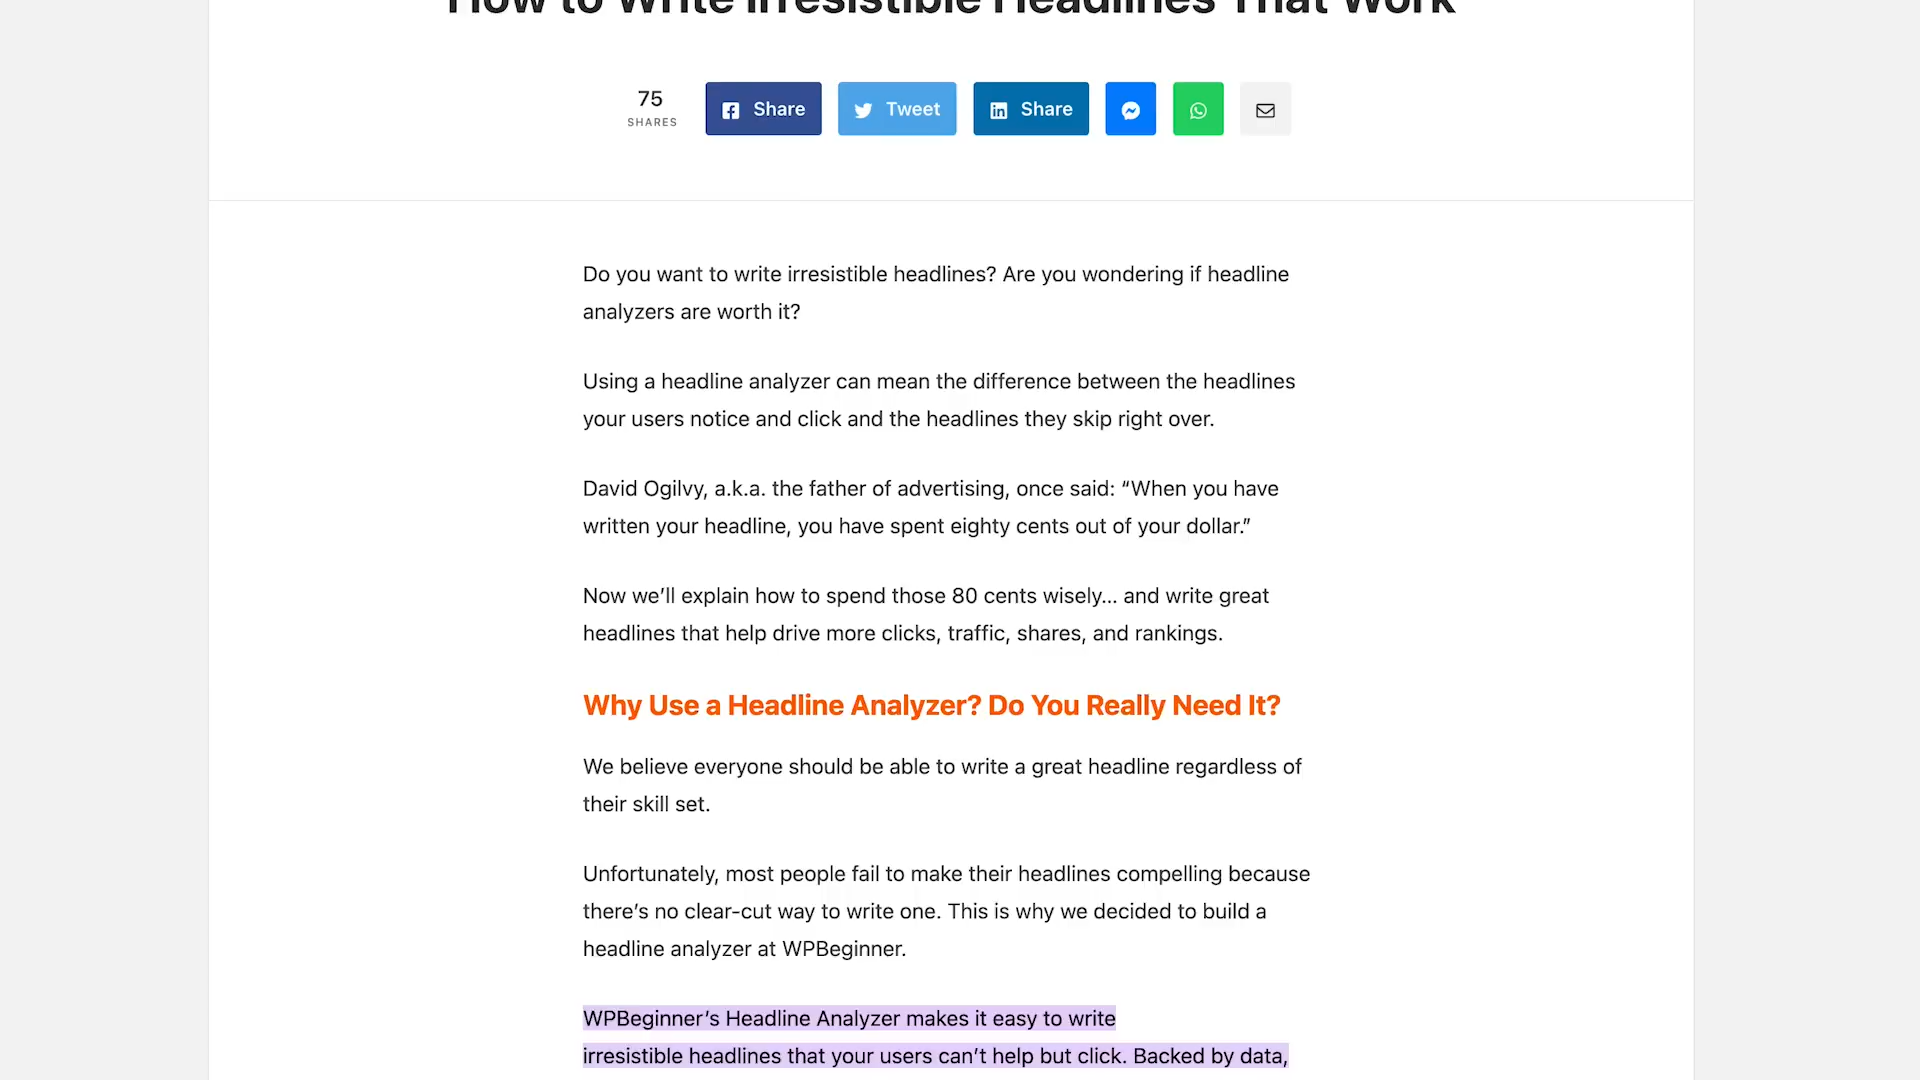 How to Write Irresistible Headlines That Work
75
SHARES
Share
Tweet
Share
Do you want to write irresistible headlines? Are you wondering if headline
analyzers are worth it?
Using a headline analyzer can mean the difference between the headlines
your users notice and click and the headlines they skip right over.
David Ogilvy, a.k.a. the father of advertising, once said: “When you have
written your headline, you have spent eighty cents out of your dollar.”
Now we’ll explain how to spend those 80 cents wisely… and write great
headlines that help drive more clicks, traffic, shares, and rankings.
Why Use a Headline Analyzer? Do You Really Need It?
We believe everyone should be able to write a great headline regardless of
their skill set.
Unfortunately, most people fail to make their headlines compelling because
there’s no clear-cut way to write one. This is why we decided to build a
headline analyzer at WPBeginner.
WPBeginner’s Headline Analyzer makes it easy to write
irresistible headlines that your users can’t help but click. Backed by data,